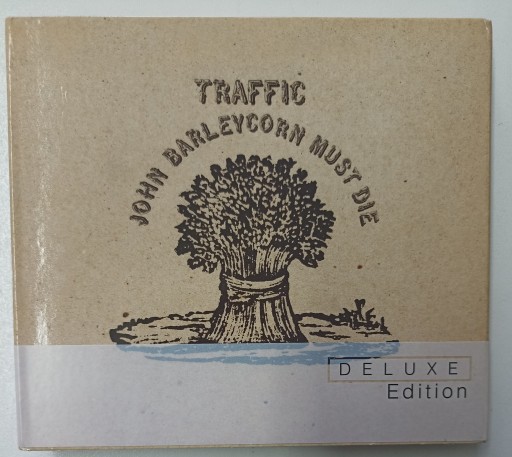 TRAFFIC
JOHN BARLEYCORN MUST DIE
DELUXE
Edition